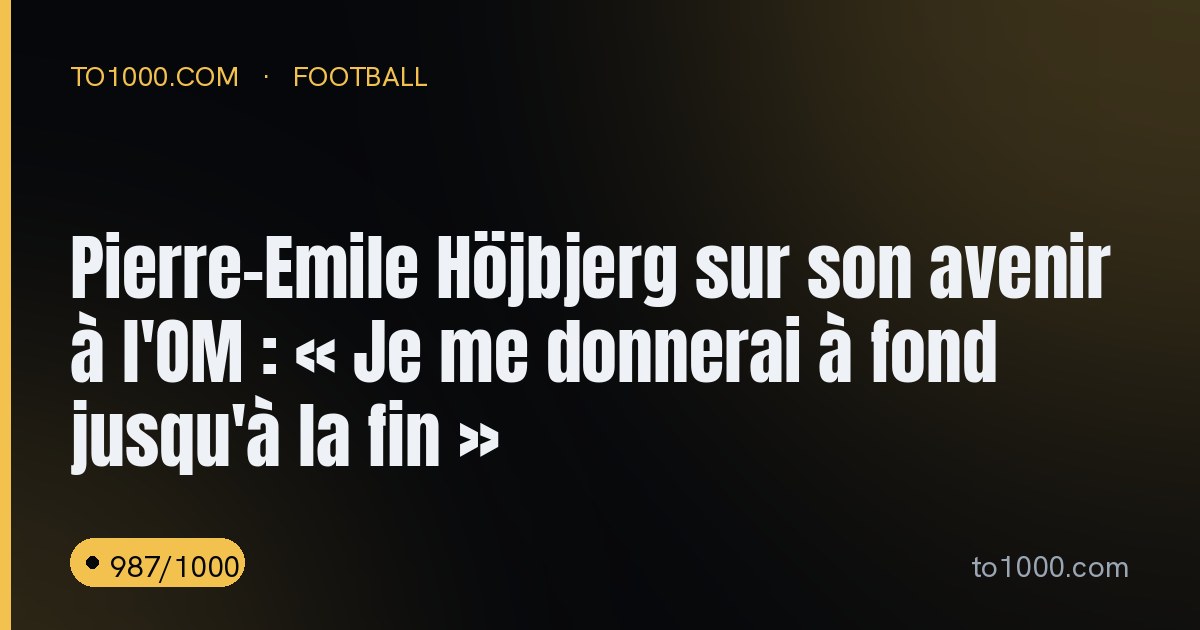 TO1000.COM · FOOTBALL
Pierre-Emile Höjbjerg sur son avenir
à l'OM : « Je me donnerai à fond
jusqu'à la fin »
987/1000
to1000.com